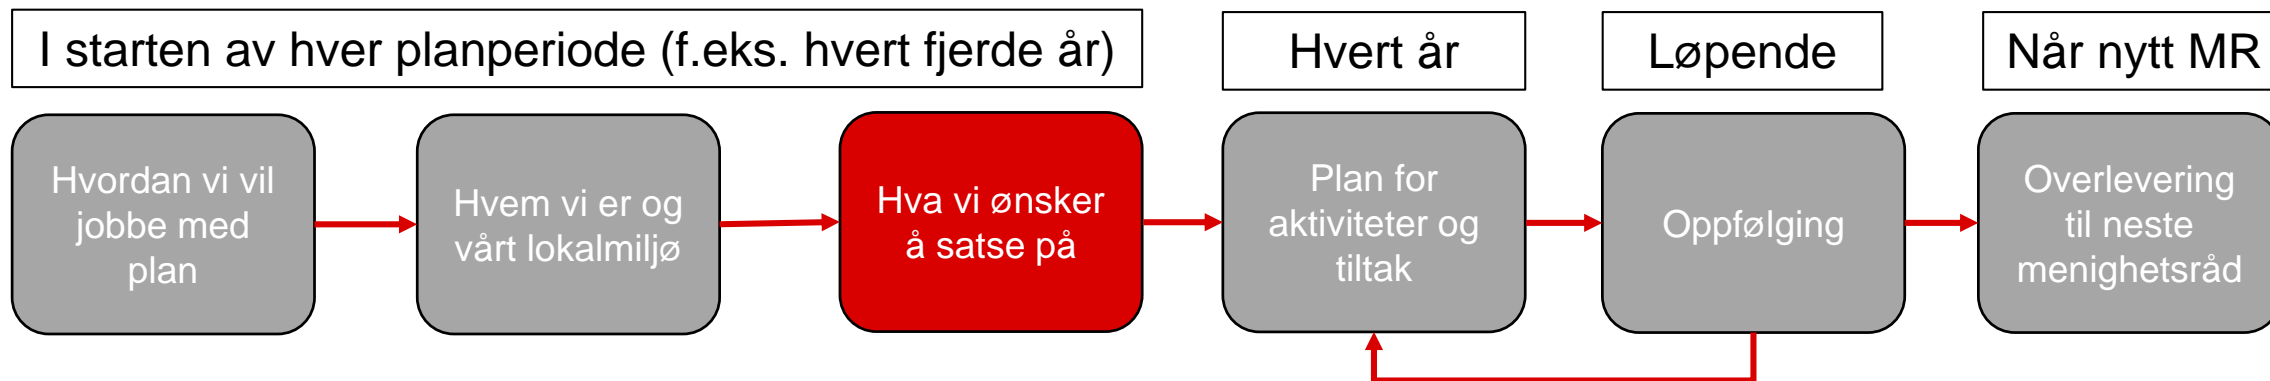 I starten av hver planperiode (f.eks. hvert fjerde år)
Hvert år
Løpende
Når nytt MR
Hvordan vi vil
jobbe med
plan
Hvem vi er og
vårt lokalmiljø
Hva vi ønsker
å satse på
Plan for
aktiviteter og
tiltak
Oppfølging
Overlevering
til neste
menighetsråd